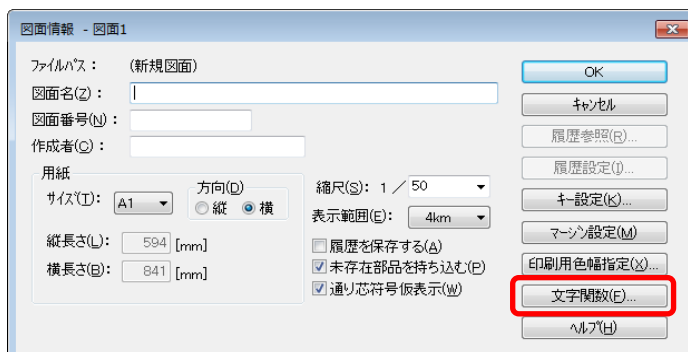 図面情報 - 図面1
ファイルパス： (新規図面)
図面名(Z)：
図面番号(N)：
作成者(C)：
用紙
サイズ(T)： A1
方向(D)
縦 横
縦長さ(L)： 594 [mm]
横長さ(B)： 841 [mm]
縮尺(S)： 1 ／ 50
表示範囲(E)： 4km
履歴を保存する(A)
未存在部品を持ち込む(P)
通り芯符号仮表示(W)
OK
キャンセル
履歴参照(R)...
履歴設定(I)...
キー設定(K)...
マージン設定(M)
印刷用色幅指定(X)...
文字関数(F)...
ヘルプ(H)